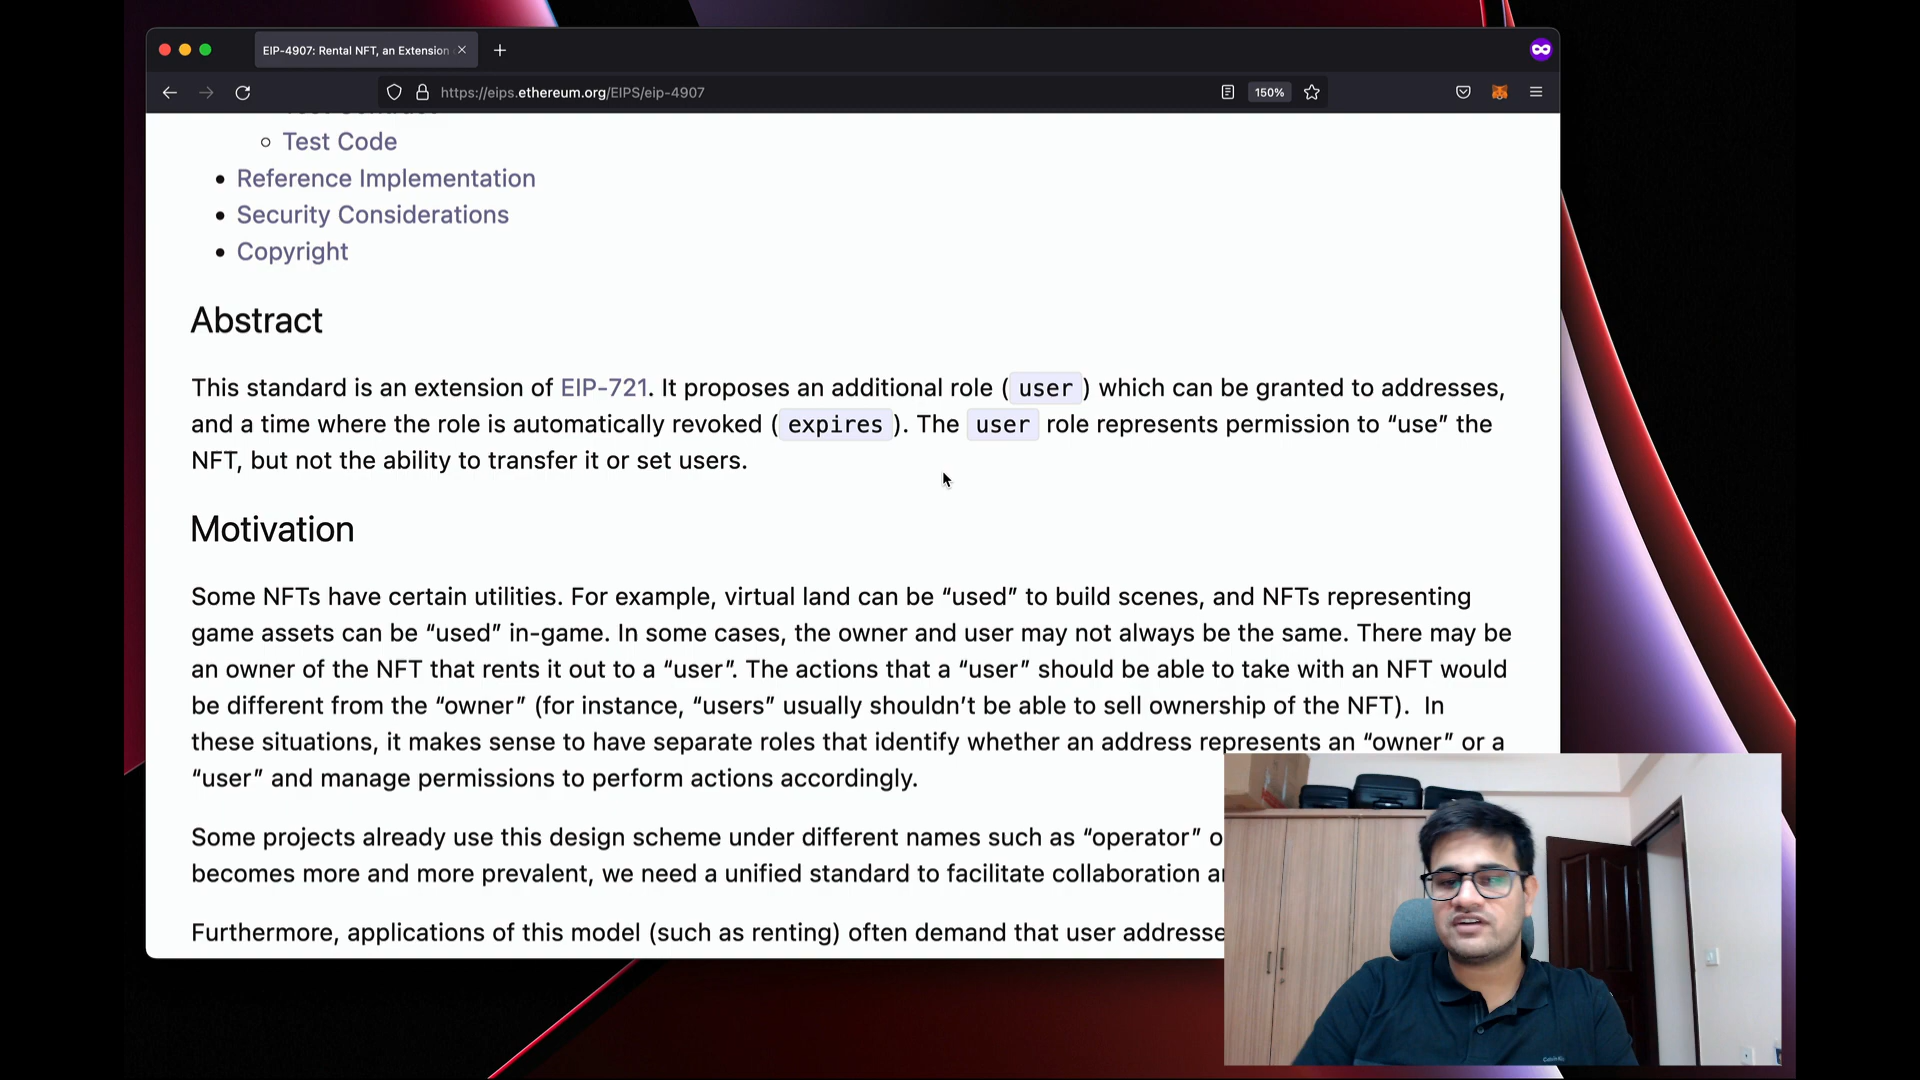 EIP-4907: Rental NFT, an Extension
https://eips.ethereum.org/EIPS/eip-4907
150%
Test Code
Reference Implementation
Security Considerations
Copyright
Abstract
This standard is an extension of EIP-721. It proposes an additional role ( user ) which can be granted to addresses,
and a time where the role is automatically revoked ( expires ). The user role represents permission to “use” the
NFT, but not the ability to transfer it or set users.
Motivation
Some NFTs have certain utilities. For example, virtual land can be “used” to build scenes, and NFTs representing
game assets can be “used” in-game. In some cases, the owner and user may not always be the same. There may be
an owner of the NFT that rents it out to a “user”. The actions that a “user” should be able to take with an NFT would
be different from the “owner” (for instance, “users” usually shouldn’t be able to sell ownership of the NFT). In
these situations, it makes sense to have separate roles that identify whether an address represents an “owner” or a
“user” and manage permissions to perform actions accordingly.
Some projects already use this design scheme under different names such as “operator” o
becomes more and more prevalent, we need a unified standard to facilitate collaboration
Furthermore, applications of this model (such as renting) often demand that user addresse